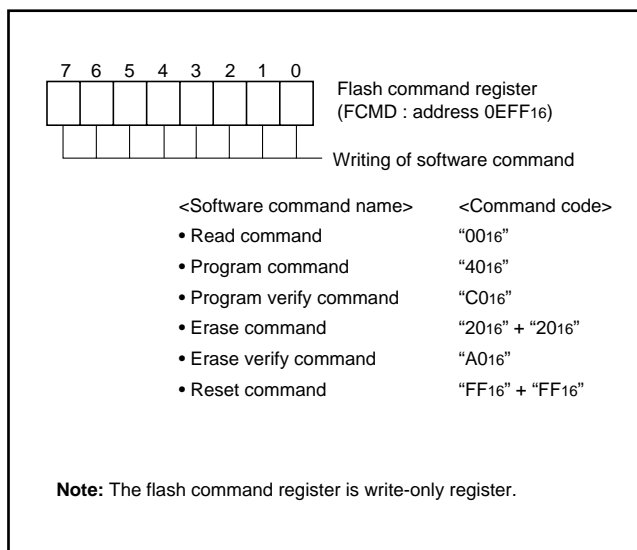 7 6 5 4 3 2 1 0
Flash command register
(FCMD : address 0EFF16)
Writing of software command
<Software command name> <Command code>
• Read command “0016”
• Program command “4016”
• Program verify command “C016”
• Erase command “2016” + “2016”
• Erase verify command “A016”
• Reset command “FF16” + “FF16”
Note: The flash command register is write-only register.